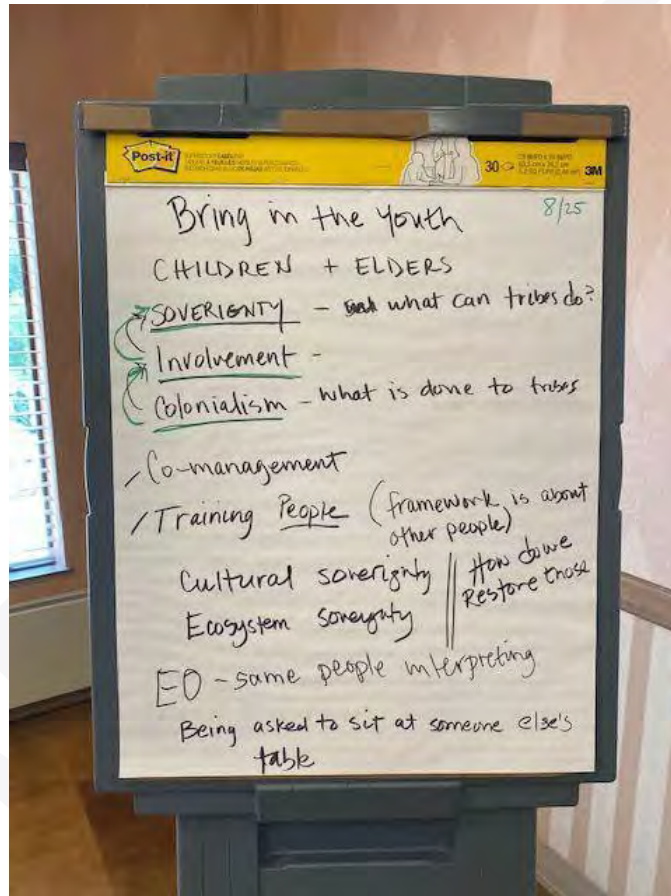 Post-it
30
3M
Bring in the youth
8/25
CHILDREN + ELDERS
SOVERIGNTY - what can tribes do?
Involvement -
Colonialism - what is done to tribes
/Co-management
/Training People (framework is about
other people)
Cultural soverignty
Ecosystem
How do we
Restore those
EO - same people interpreting
Being asked to sit at someone else's
table